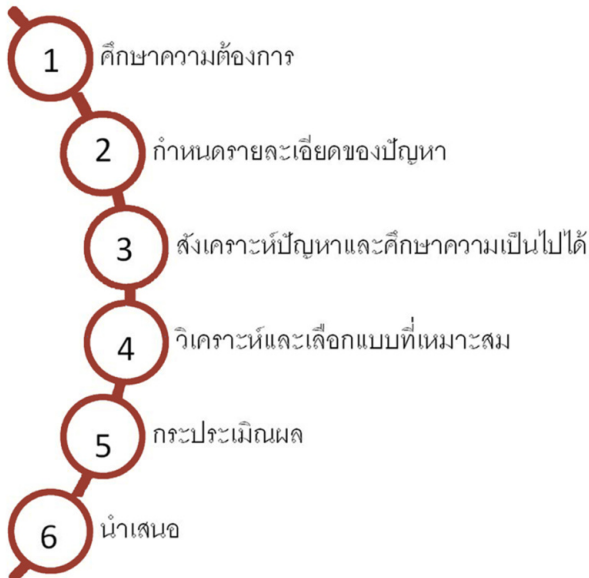 1 ศึกษาความต้องการ
2 กำหนดรายละเอียดของปัญหา
3 สังเคราะห์ปัญหาและศึกษาความเป็นไปได้
4 วิเคราะห์และเลือกแบบที่เหมาะสม
5 กระประเมิณผล
6 นำเสนอ